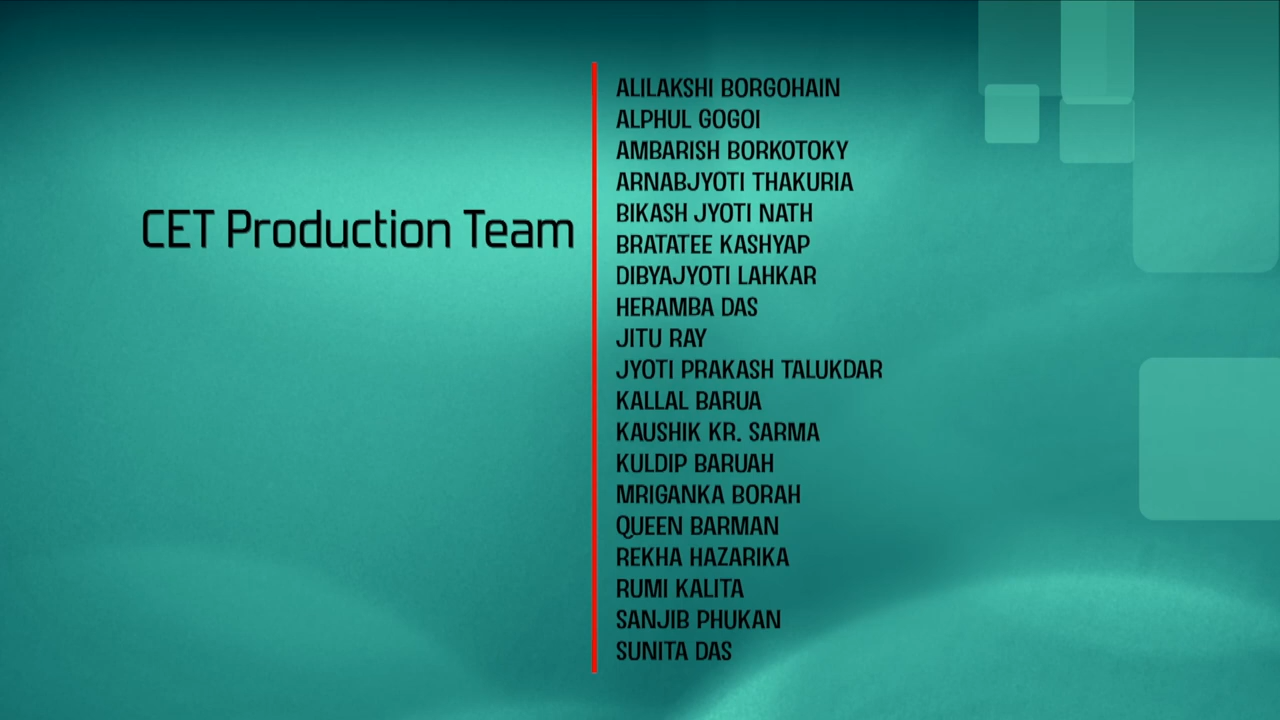 CET Production Team
ALILAKSHI BORGOHAIN
ALPHUL GOGOI
AMBARISH BORKOTOKY
ARNABJYOTI THAKURIA
BIKASH JYOTI NATH
BRATATEE KASHYAP
DIBYAJYOTI LAHKAR
HERAMBA DAS
JITU RAY
JYOTI PRAKASH TALUKDAR
KALLAL BARUA
KAUSHIK KR. SARMA
KULDIP BARUAH
MRIGANKA BORAH
QUEEN BARMAN
REKHA HAZARIKA
RUMI KALITA
SANJIB PHUKAN
SUNITA DAS